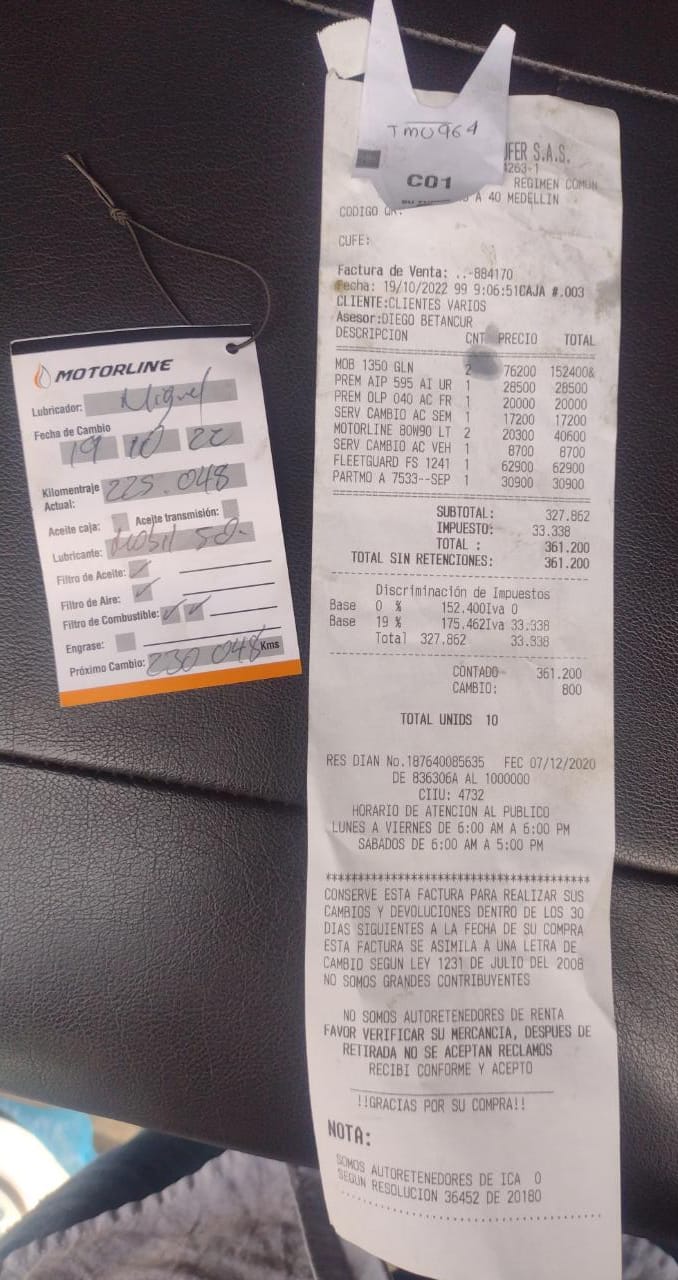 MOTORLINE
Lubricador: Miguel
Fecha de Cambio
19 10 22
Kilomentraje
Actual: 225.048
Aceite caja: Aceite transmisión:
Lubricante: Mobil 50.
Filtro de Aceite:
Filtro de Aire:
Filtro de Combustible:
Engrase:
Próximo Cambio: 230 048 Kms
TMU964
C01
UFER S.A.S.
4263-1
REGIMEN COMUN
A 40 MEDELLIN
CODIGO
CUFE:
Factura de Venta: ..-884170
Fecha: 19/10/2022 99 9:06:51CAJA #.003
CLIENTE:CLIENTES VARIOS
Asesor:DIEGO BETANCUR
DESCRIPCION CNT PRECIO TOTAL
MOB 1350 GLN 2 76200 152400&
PREM AIP 595 AI UR 1 28500 28500
PREM OLP 040 AC FR 1 20000 20000
SERV CAMBIO AC SEM 1 17200 17200
MOTORLINE 80W90 LT 2 20300 40600
SERV CAMBIO AC VEH 1 8700 8700
FLEETGUARD FS 1241 1 62900 62900
PARTMO A 7533--SEP 1 30900 30900
SUBTOTAL: 327.862
IMPUESTO: 33.338
TOTAL : 361.200
TOTAL SIN RETENCIONES: 361.200
Discriminación de Impuestos
Base 0 % 152.400Iva 0
Base 19 % 175.462Iva 33.338
Total 327.862 33.338
CONTADO 361.200
CAMBIO: 800
TOTAL UNIDS 10
RES DIAN No.187640085635 FEC 07/12/2020
DE 836306A AL 1000000
CIIU: 4732
HORARIO DE ATENCION AL PUBLICO
LUNES A VIERNES DE 6:00 AM A 6:00 PM
SABADOS DE 6:00 AM A 5:00 PM
****************************************
CONSERVE ESTA FACTURA PARA REALIZAR SUS
CAMBIOS Y DEVOLUCIONES DENTRO DE LOS 30
DIAS SIGUIENTES A LA FECHA DE SU COMPRA
ESTA FACTURA SE ASIMILA A UNA LETRA DE
CAMBIO SEGUN LEY 1231 DE JULIO DEL 2008
NO SOMOS GRANDES CONTRIBUYENTES
NO SOMOS AUTORETENEDORES DE RENTA
FAVOR VERIFICAR SU MERCANCIA, DESPUES DE
RETIRADA NO SE ACEPTAN RECLAMOS
RECIBI CONFORME Y ACEPTO
!!GRACIAS POR SU COMPRA!!
NOTA:
SOMOS AUTORETENEDORES DE ICA 0
SEGUN RESOLUCION 36452 DE 20180